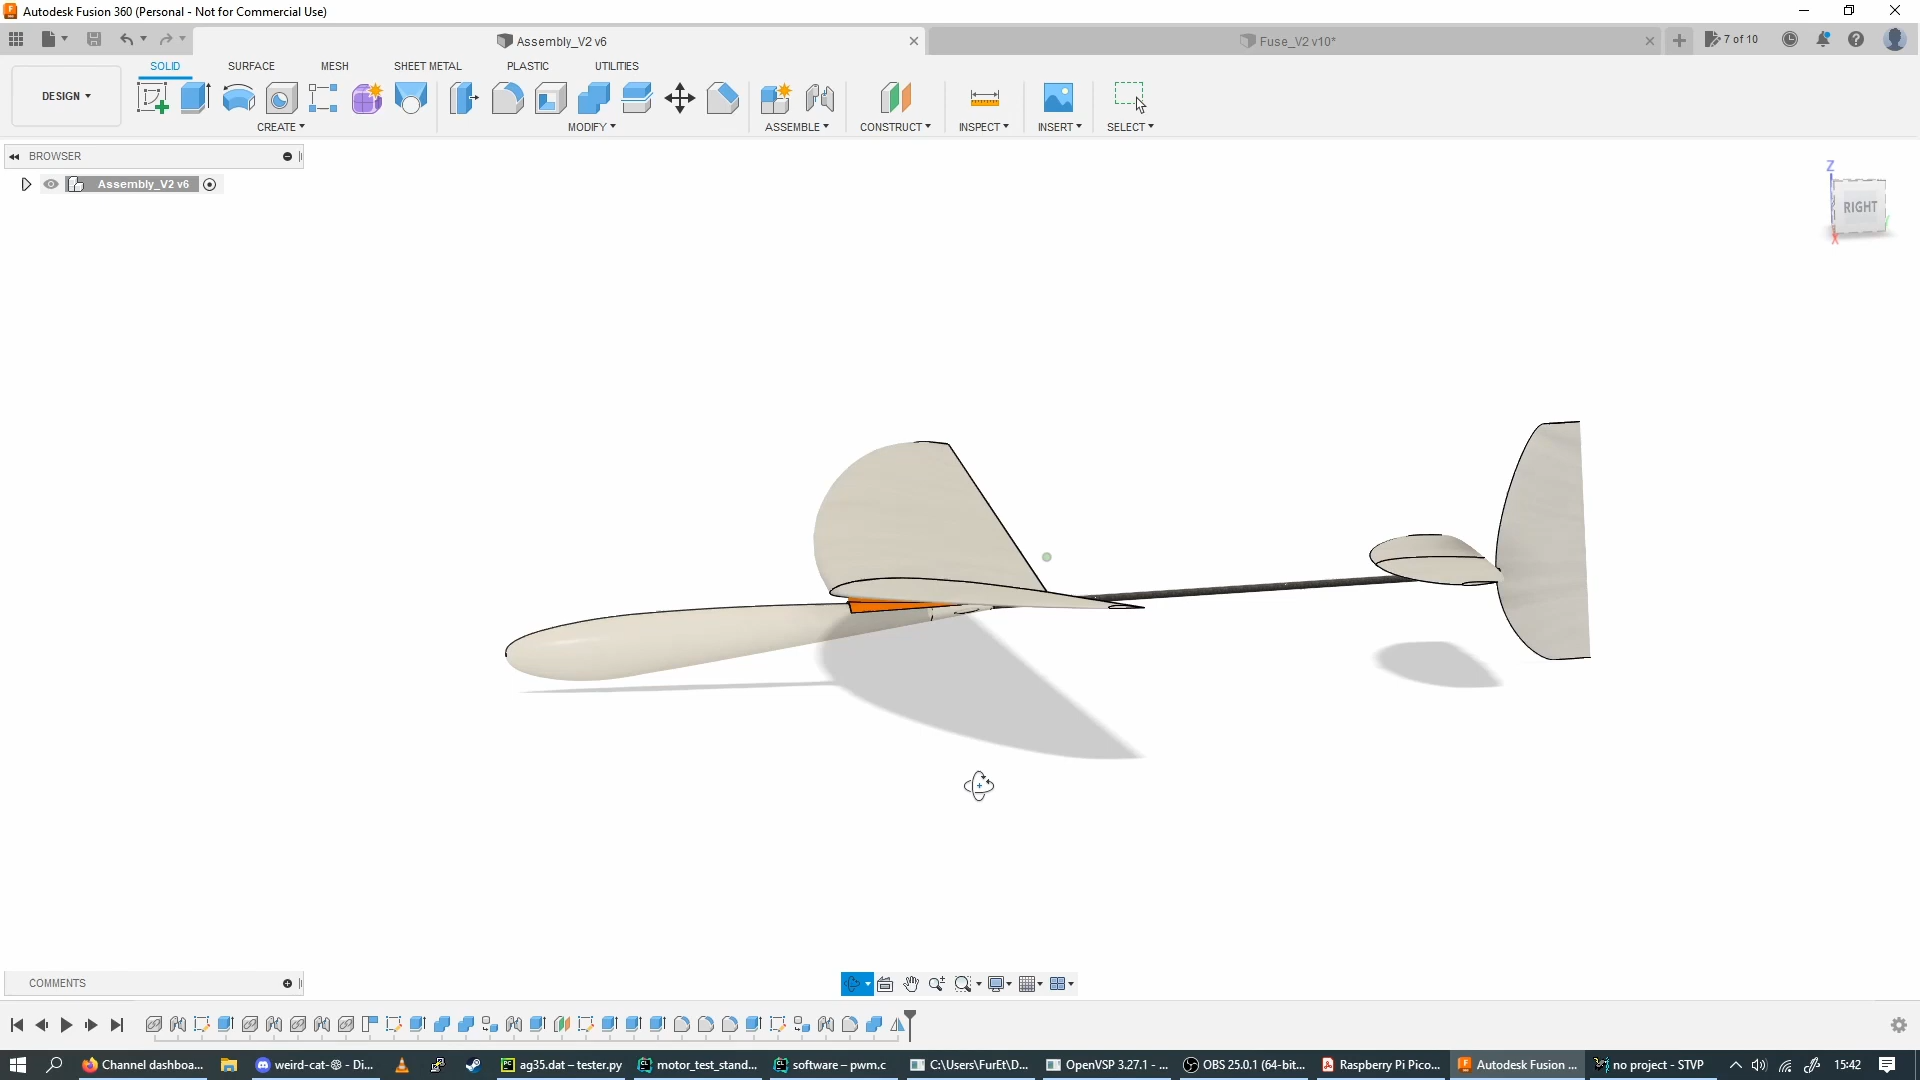 Autodesk Fusion 360 (Personal - Not for Commercial Use)
Assembly_V2 v6
Fuse_V2 v10*
7 of 10
SOLID
SURFACE
MESH
SHEET METAL
PLASTIC
UTILITIES
DESIGN
CREATE
MODIFY
ASSEMBLE
CONSTRUCT
INSPECT
INSERT
SELECT
BROWSER
Assembly_V2 v6
Z
RIGHT
X
COMMENTS
Channel dashboa...
weird-cat-֍ - Di...
ag35.dat – tester.py
motor_test_stand...
software – pwm.c
C:\Users\FurEt\D...
OpenVSP 3.27.1 - ...
OBS 25.0.1 (64-bit...
Raspberry Pi Pico...
Autodesk Fusion ...
no project - STVP
15:42